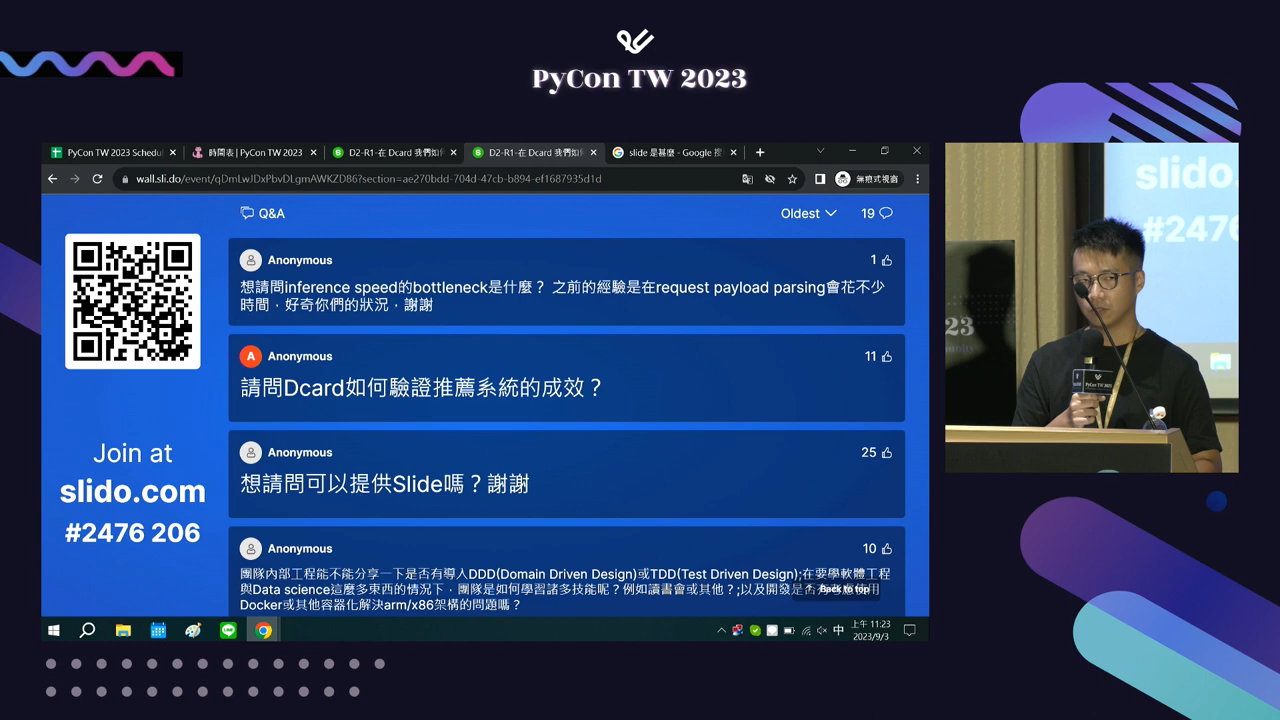 PyCon TW 2023
PyCon TW 2023 Schedul
時間表 | PyCon TW 2023
D2-R1-在 Dcard 我們如何
D2-R1-在 Dcard 我們如何
slide 是甚麼 - Google 搜
wall.sli.do/event/qDmLwJDxPbvDLgmAWKZD86?section=ae270bdd-704d-47cb-b894-ef1687935d1d
無痕式視窗
Q&A
Oldest
19
Anonymous
1
想請問inference speed的bottleneck是什麼？ 之前的經驗是在request payload parsing會花不少
時間，好奇你們的狀況，謝謝
A
Anonymous
11
請問Dcard如何驗證推薦系統的成效？
Anonymous
25
想請問可以提供Slide嗎？謝謝
Anonymous
10
團隊內部工程能不能分享一下是否有導入DDD(Domain Driven Design)或TDD(Test Driven Design);在要學軟體工程
與Data science這麼多東西的情況下，團隊是如何學習諸多技能呢？例如讀書會或其他？;以及開發是否
使用
Back to top
Docker或其他容器化解決arm/x86架構的問題嗎？
Join at
slido.com
#2476 206
中
上午 11:23
2023/9/3
slido.
#2476
23
PyCon TW 2023